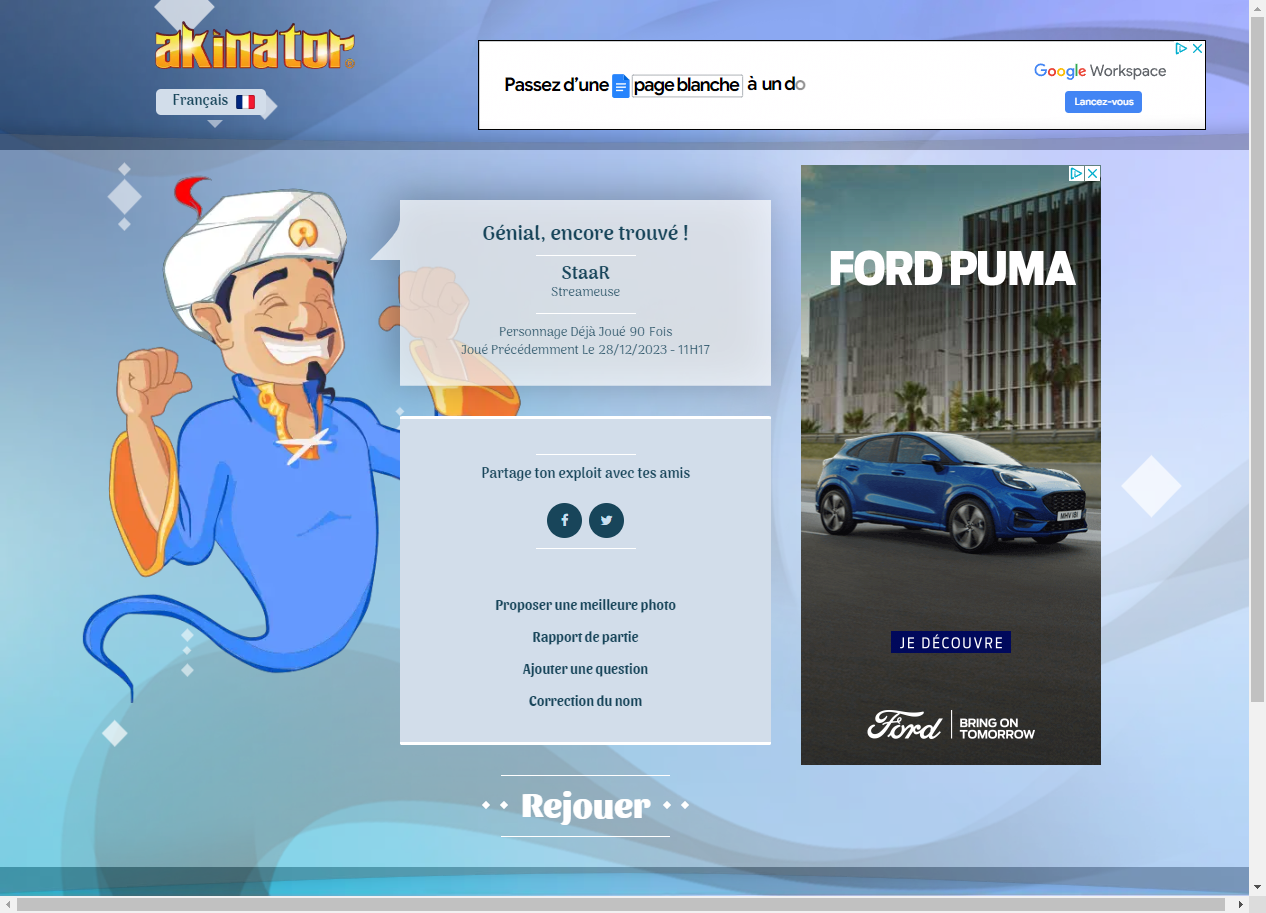 akinator
Français
Passez d'une page blanche à un do
Google Workspace
Lancez-vous
Génial, encore trouvé !
StaaR
Streameuse
Personnage Déjà Joué 90 Fois
Joué Précédemment Le 28/12/2023 - 11H17
Partage ton exploit avec tes amis
Proposer une meilleure photo
Rapport de partie
Ajouter une question
Correction du nom
Rejouer
FORD PUMA
MHV 181
JE DÉCOUVRE
Ford
BRING ON
TOMORROW